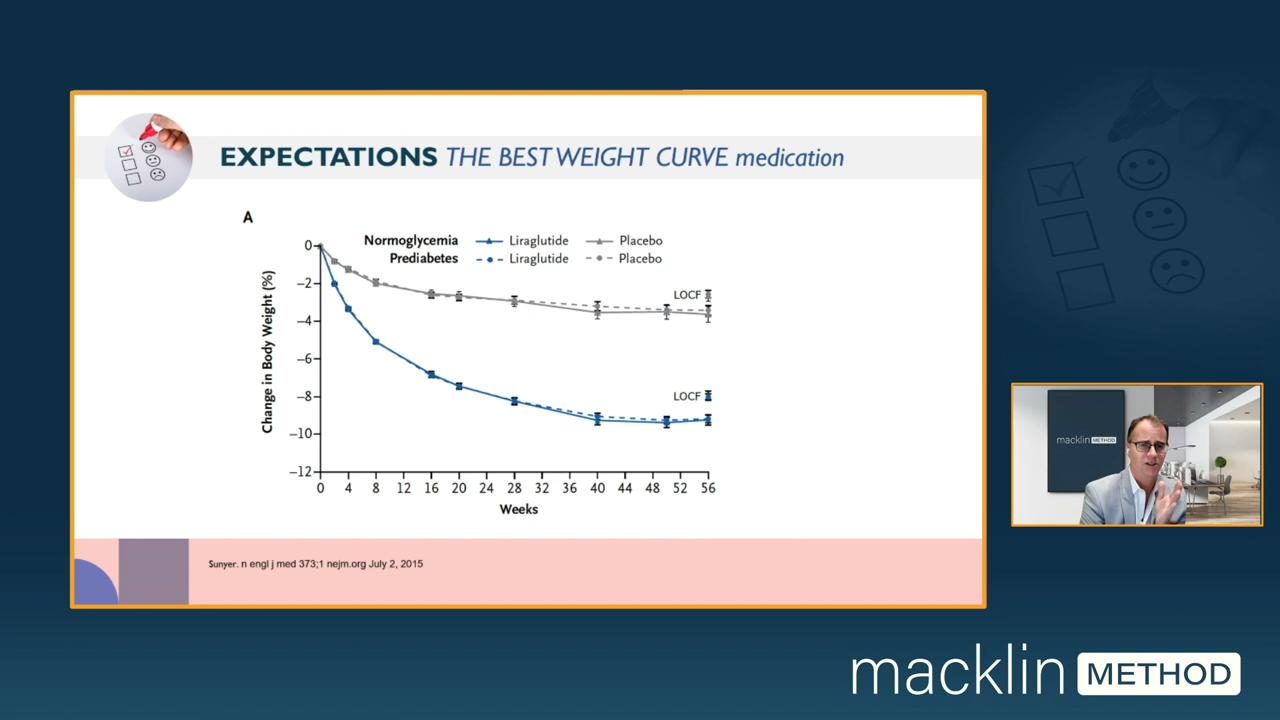 EXPECTATIONS THE BEST WEIGHT CURVE medication
A
Normoglycemia Liraglutide Placebo
Prediabetes Liraglutide Placebo
Change in Body Weight (%)
0
−2
−4
−6
−8
−10
−12
LOCF
LOCF
0 4 8 12 16 20 24 28 32 36 40 44 48 52 56
Weeks
Sunyer. n engl j med 373;1 nejm.org July 2, 2015
macklin METHOD
macklin METHOD